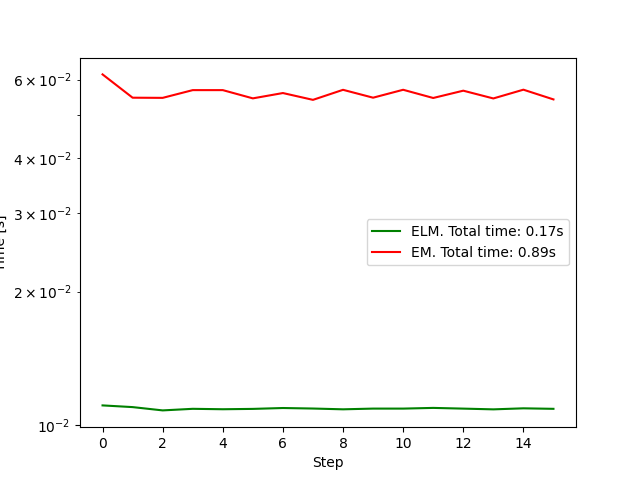 6 × 10⁻²
4 × 10⁻²
3 × 10⁻²
2 × 10⁻²
10⁻²
ELM. Total time: 0.17s
EM. Total time: 0.89s
0 2 4 6 8 10 12 14
Step